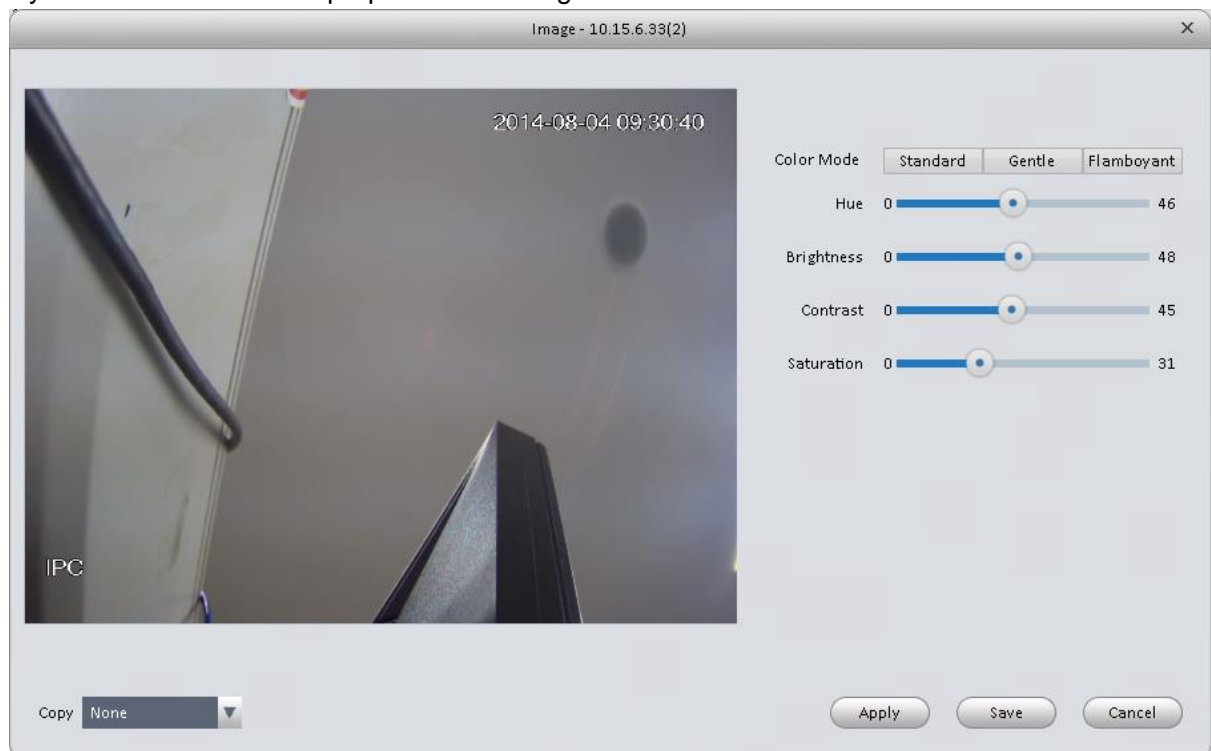 Image - 10.15.6.33(2)
2014-08-04 09:30:40
Color Mode Standard Gentle Flamboyant
Hue 0 46
Brightness 0 48
Contrast 0 45
Saturation 0 31
IPC
Copy None Apply Save Cancel